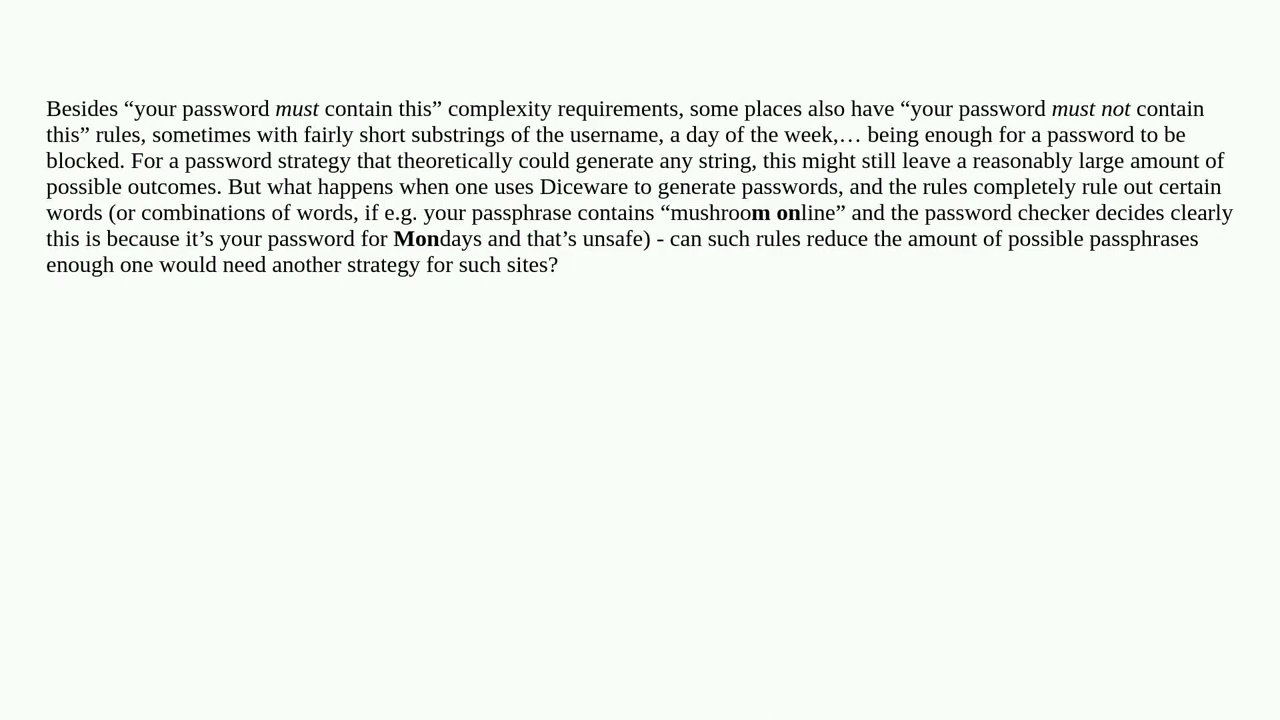 Besides “your password must contain this” complexity requirements, some places also have “your password must not contain
this” rules, sometimes with fairly short substrings of the username, a day of the week,… being enough for a password to be
blocked. For a password strategy that theoretically could generate any string, this might still leave a reasonably large amount of
possible outcomes. But what happens when one uses Diceware to generate passwords, and the rules completely rule out certain
words (or combinations of words, if e.g. your passphrase contains “mushroom online” and the password checker decides clearly
this is because it’s your password for Mondays and that’s unsafe) - can such rules reduce the amount of possible passphrases
enough one would need another strategy for such sites?